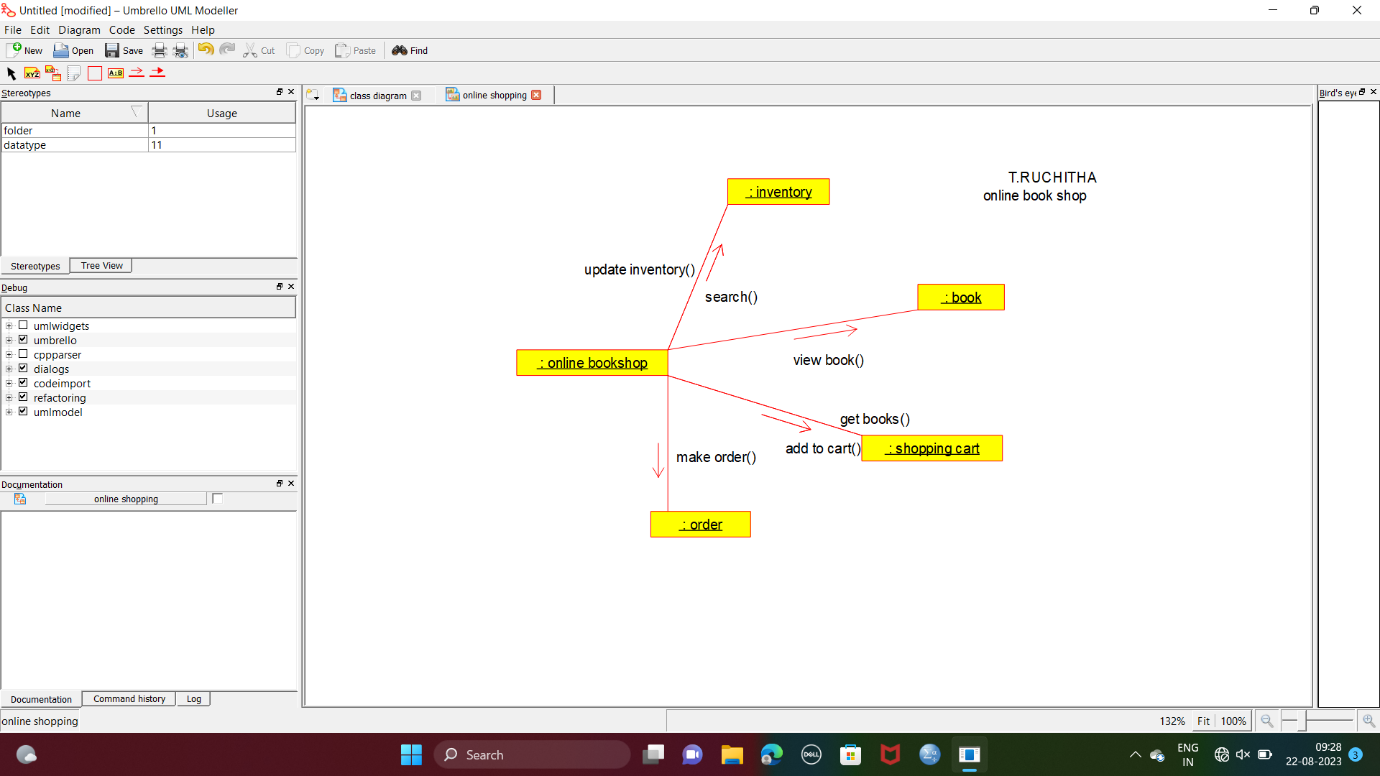 Untitled [modified] – Umbrello UML Modeller
File Edit Diagram Code Settings Help
New Open Save Cut Copy Paste Find
XYZ A:B
Stereotypes
Name Usage
folder 1
datatype 11
Stereotypes Tree View
Debug
Class Name
umlwidgets
umbrello
cppparser
dialogs
codeimport
refactoring
umlmodel
Documentation
online shopping
Documentation Command history Log
class diagram online shopping
Bird's eye
T.RUCHITHA
online book shop
: inventory
update inventory()
search()
: book
view book()
: online bookshop
get books()
add to cart()
: shopping cart
make order()
: order
online shopping
132% Fit 100%
Search
DELL
ENG
IN
09:28
22-08-2023
3